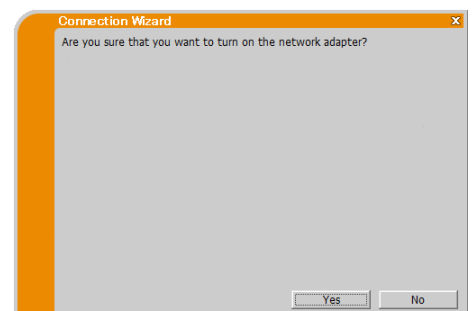 Connection Wizard
Are you sure that you want to turn on the network adapter?
Yes No